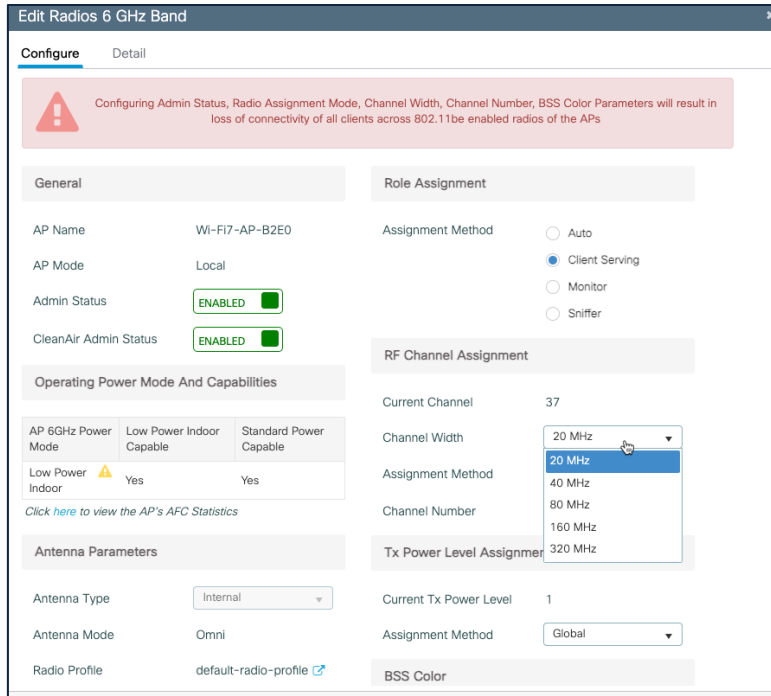 Edit Radios 6 GHz Band
Configure
Detail
Configuring Admin Status, Radio Assignment Mode, Channel Width, Channel Number, BSS Color Parameters will result in
loss of connectivity of all clients across 802.11be enabled radios of the APs
General
AP Name Wi-Fi7-AP-B2E0
AP Mode Local
Admin Status ENABLED
CleanAir Admin Status ENABLED
Operating Power Mode And Capabilities
AP 6GHz Power Mode
Low Power Indoor Capable
Standard Power Capable
Low Power Indoor
Yes
Yes
Click here to view the AP's AFC Statistics
Antenna Parameters
Antenna Type Internal
Antenna Mode Omni
Radio Profile default-radio-profile
Role Assignment
Assignment Method
Auto
Client Serving
Monitor
Sniffer
RF Channel Assignment
Current Channel 37
Channel Width 20 MHz
20 MHz
40 MHz
80 MHz
160 MHz
320 MHz
Assignment Method
Channel Number
Tx Power Level Assignmen
Current Tx Power Level 1
Assignment Method Global
BSS Color